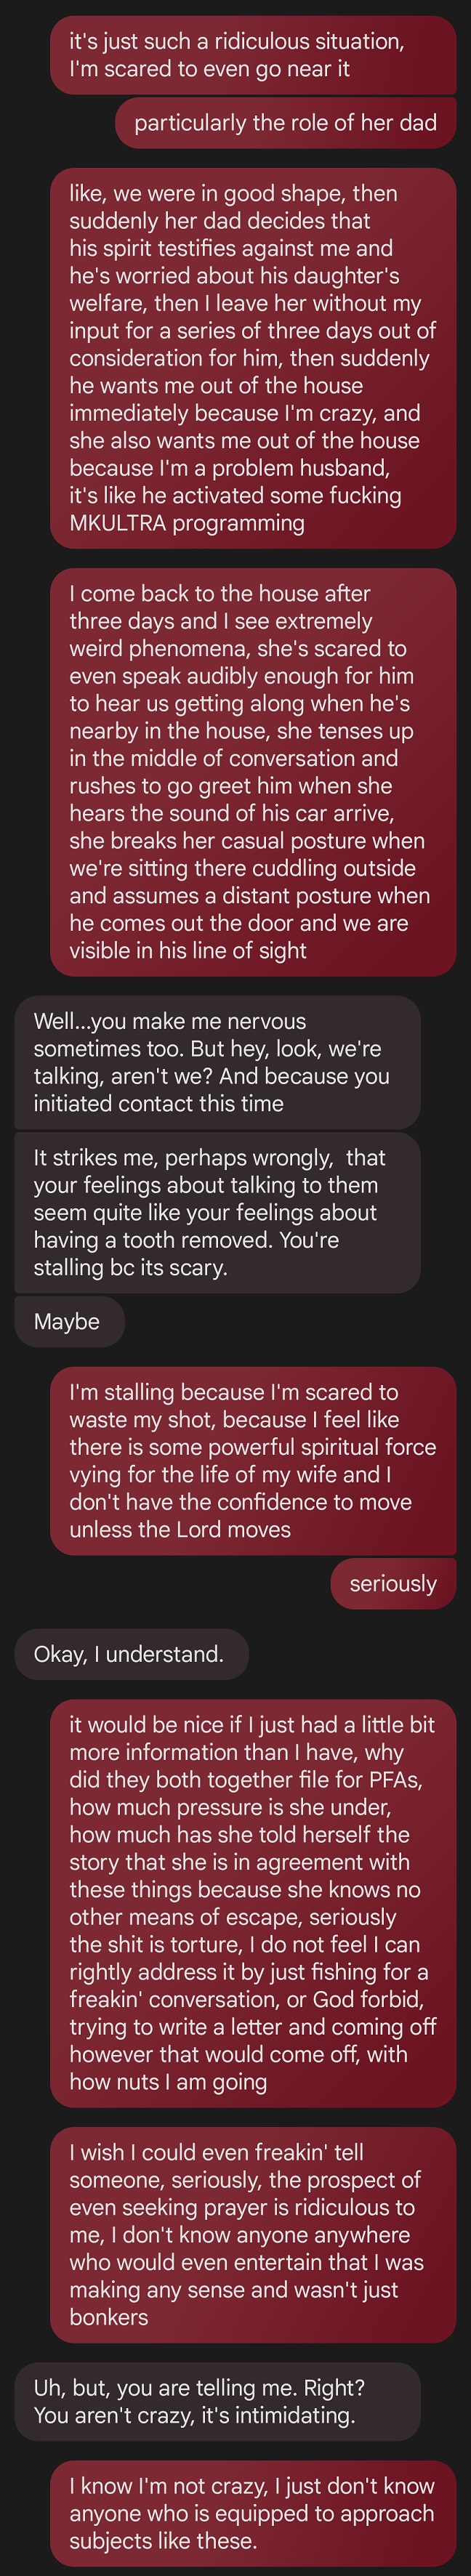 it's just such a ridiculous situation,
I'm scared to even go near it
particularly the role of her dad
like, we were in good shape, then
suddenly her dad decides that
his spirit testifies against me and
he's worried about his daughter's
welfare, then I leave her without my
input for a series of three days out of
consideration for him, then suddenly
he wants me out of the house
immediately because I'm crazy, and
she also wants me out of the house
because I'm a problem husband,
it's like he activated some fucking
MKULTRA programming
I come back to the house after
three days and I see extremely
weird phenomena, she's scared to
even speak audibly enough for him
to hear us getting along when he's
nearby in the house, she tenses up
in the middle of conversation and
rushes to go greet him when she
hears the sound of his car arrive,
she breaks her casual posture when
we're sitting there cuddling outside
and assumes a distant posture when
he comes out the door and we are
visible in his line of sight
Well...you make me nervous
sometimes too. But hey, look, we're
talking, aren't we? And because you
initiated contact this time
It strikes me, perhaps wrongly,  that
your feelings about talking to them
seem quite like your feelings about
having a tooth removed. You're
stalling bc its scary.
Maybe
I'm stalling because I'm scared to
waste my shot, because I feel like
there is some powerful spiritual force
vying for the life of my wife and I
don't have the confidence to move
unless the Lord moves
seriously
Okay, I understand.
it would be nice if I just had a little bit
more information than I have, why
did they both together file for PFAs,
how much pressure is she under,
how much has she told herself the
story that she is in agreement with
these things because she knows no
other means of escape, seriously
the shit is torture, I do not feel I can
rightly address it by just fishing for a
freakin' conversation, or God forbid,
trying to write a letter and coming off
however that would come off, with
how nuts I am going
I wish I could even freakin' tell
someone, seriously, the prospect of
even seeking prayer is ridiculous to
me, I don't know anyone anywhere
who would even entertain that I was
making any sense and wasn't just
bonkers
Uh, but, you are telling me. Right?
You aren't crazy, it's intimidating.
I know I'm not crazy, I just don't know
anyone who is equipped to approach
subjects like these.